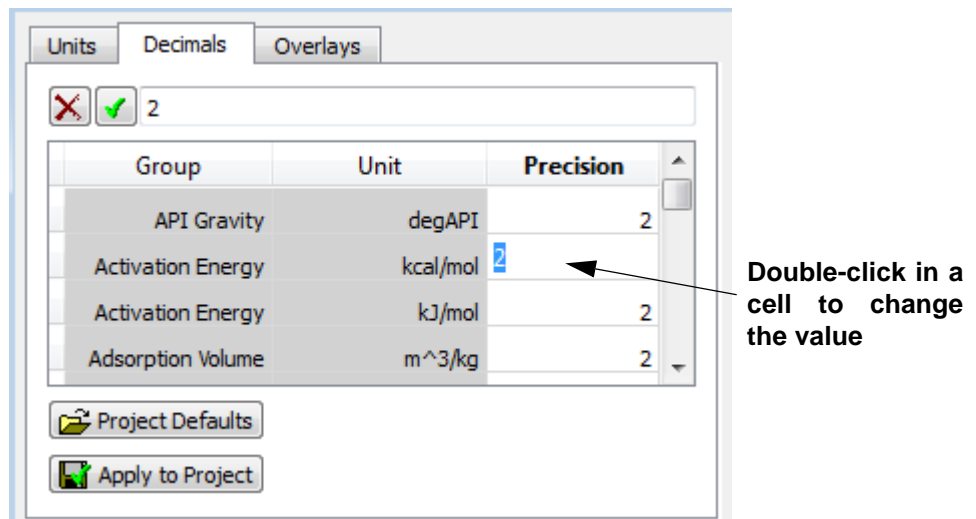 Units Decimals Overlays
2
Group Unit Precision
API Gravity degAPI 2
Activation Energy kcal/mol 2
Activation Energy kJ/mol 2
Adsorption Volume m^3/kg 2
Project Defaults
Apply to Project
Double-click in a
cell to change
the value